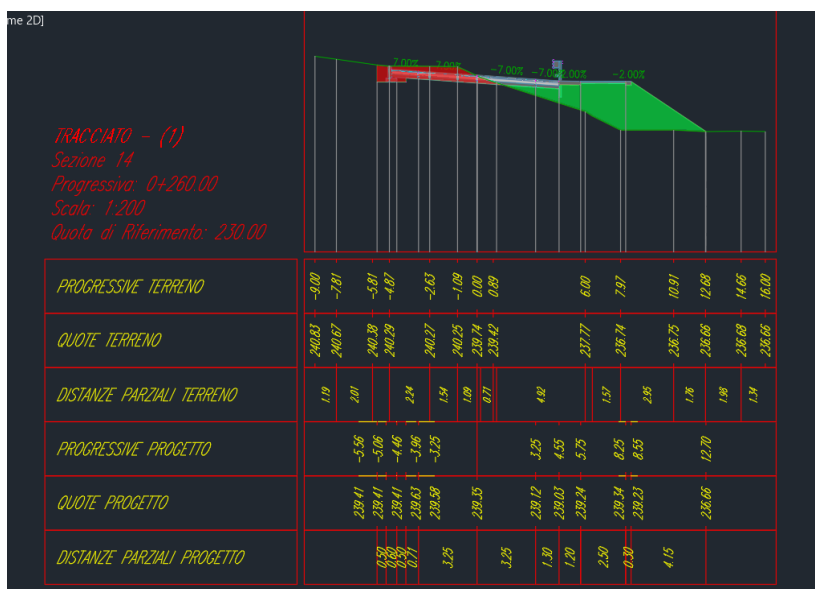 me 2D]
7.00% 7.00% -7.00% -7.0 2.00% -2.00%
TRACCIATO - (1)
Sezione 14
Progressiva: 0+260.00
Scala: 1:200
Quota di Riferimento: 230.00
PROGRESSIVE TERRENO -9.00 -7.81 -5.81 -4.87 -2.63 -1.09 0.00 0.89 6.00 7.97 10.91 12.68 14.66 16.00
QUOTE TERRENO 240.83 240.67 240.38 240.29 240.27 240.25 239.74 239.42 237.77 236.74 236.75 236.66 236.68 236.66
DISTANZE PARZIALI TERRENO 1.19 2.01 2.24 1.54 1.09 0.71 4.92 1.57 2.95 1.76 1.98 1.34
PROGRESSIVE PROGETTO -5.56 -5.06 -4.46 -3.96 -3.25 3.25 4.55 5.75 8.25 8.55 12.70
QUOTE PROGETTO 239.41 239.41 239.41 239.63 239.58 239.35 239.12 239.03 239.24 239.34 239.23 236.66
DISTANZE PARZIALI PROGETTO 0.50 0.60 0.50 0.71 3.25 3.25 1.30 1.20 2.50 0.30 4.15